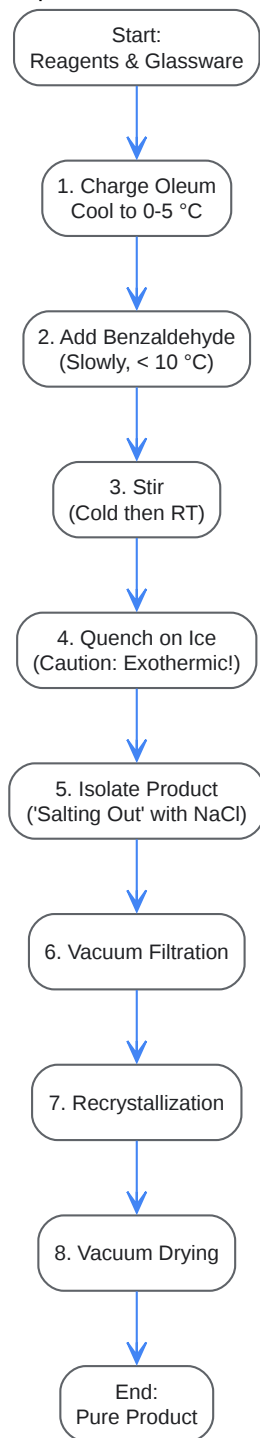 Start:
Reagents & Glassware
1. Charge Oleum
Cool to 0-5 °C
2. Add Benzaldehyde
(Slowly, < 10 °C)
3. Stir
(Cold then RT)
4. Quench on Ice
(Caution: Exothermic!)
5. Isolate Product
('Salting Out' with NaCl)
6. Vacuum Filtration
7. Recrystallization
8. Vacuum Drying
End:
Pure Product